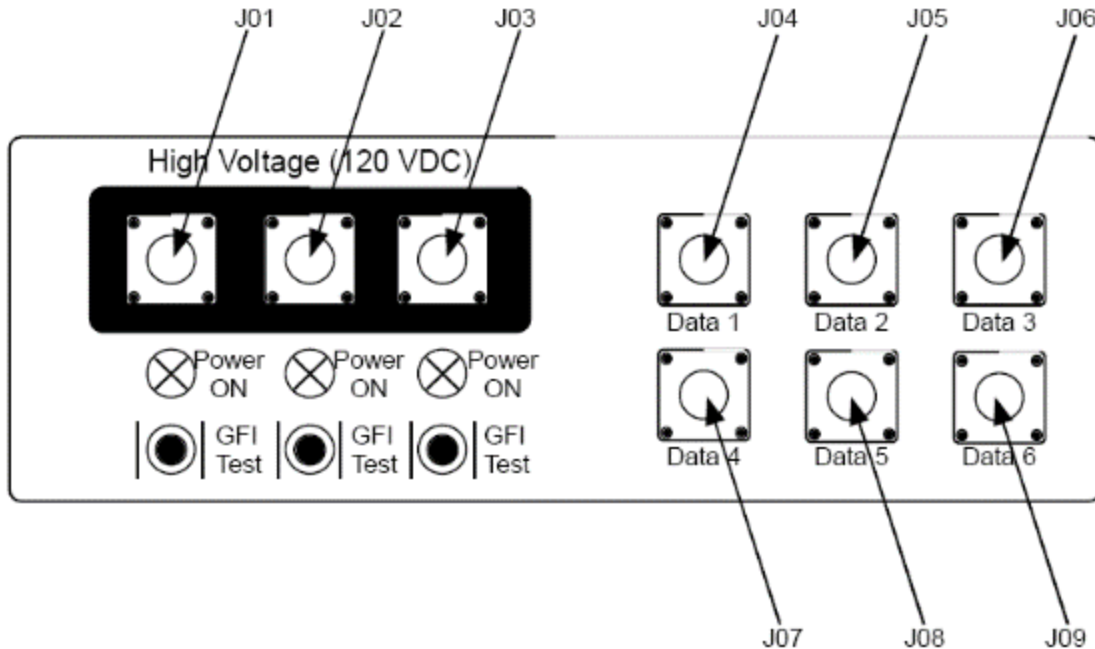 J01 J02 J03 J04 J05 J06
High Voltage (120 VDC)
Data 1 Data 2 Data 3
Power ON Power ON Power ON
GFI Test GFI Test GFI Test
Data 4 Data 5 Data 6
J07 J08 J09